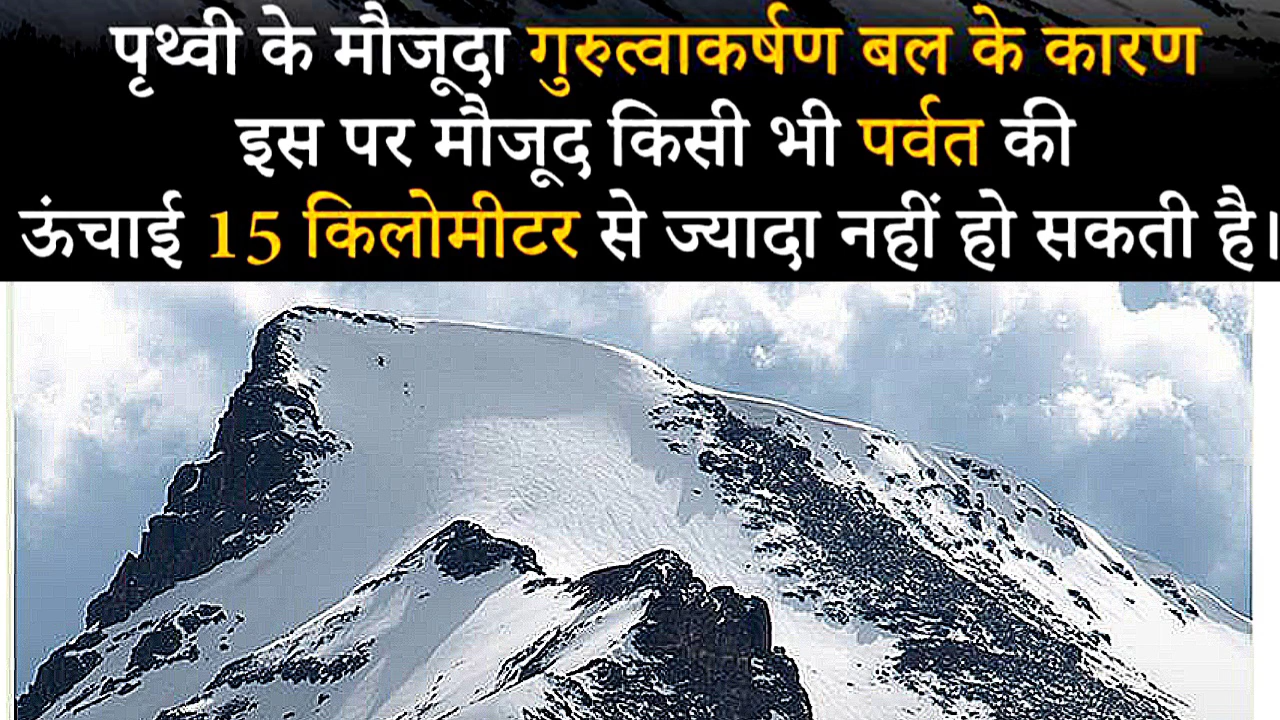 पृथ्वी के मौजूदा गुरुत्वाकर्षण बल के कारण
इस पर मौजूद किसी भी पर्वत की
ऊंचाई 15 किलोमीटर से ज्यादा नहीं हो सकती है।